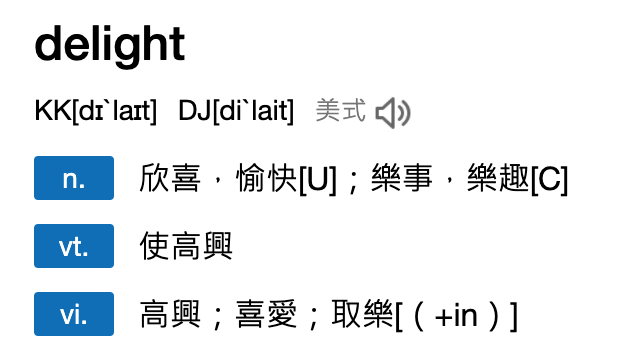 delight
KK[dɪˋlaɪt] DJ[diˋlait] 美式
n. 欣喜，愉快[U]；樂事，樂趣[C]
vt. 使高興
vi. 高興；喜愛；取樂[（+in）]